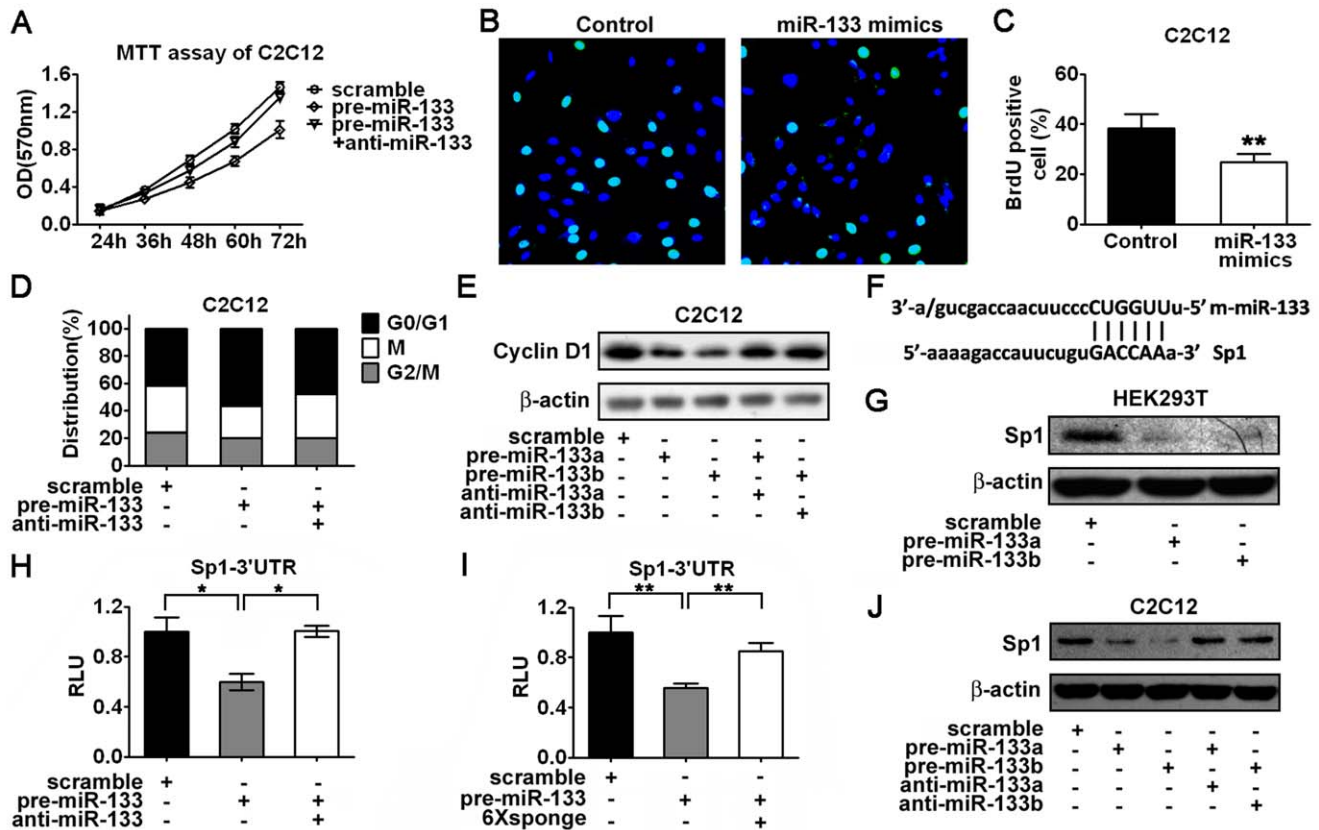 A
MTT assay of C2C12
OD(570nm)
1.6
1.2
0.8
0.4
0.0
24h 36h 48h 60h 72h
scramble
pre-miR-133
pre-miR-133
+anti-miR-133
B
Control
miR-133 mimics
C
C2C12
BrdU positive
cell (%)
60
40
20
0
**
Control
miR-133
mimics
D
C2C12
Distribution(%)
100
80
60
40
20
0
G0/G1
M
G2/M
scramble + - -
pre-miR-133 - + +
anti-miR-133 - - +
E
C2C12
Cyclin D1
β-actin
scramble + - - - -
pre-miR-133a - + - + -
pre-miR-133b - - + - +
anti-miR-133a - - - + -
anti-miR-133b - - - - +
F
3'-a/gucgaccaacuucccCUGGUUu-5' m-miR-133
5'-aaaagaccauucuguGACCAAa-3' Sp1
G
HEK293T
Sp1
β-actin
scramble + - -
pre-miR-133a - + -
pre-miR-133b - - +
H
Sp1-3'UTR
* *
RLU
1.2
0.8
0.4
0.0
scramble + - -
pre-miR-133 - + +
anti-miR-133 - - +
I
Sp1-3'UTR
** **
RLU
1.2
0.8
0.4
0.0
scramble + - -
pre-miR-133 - + +
6Xsponge - - +
J
C2C12
Sp1
β-actin
scramble + - - - -
pre-miR-133a - + - + -
pre-miR-133b - - + - +
anti-miR-133a - - - + -
anti-miR-133b - - - - +